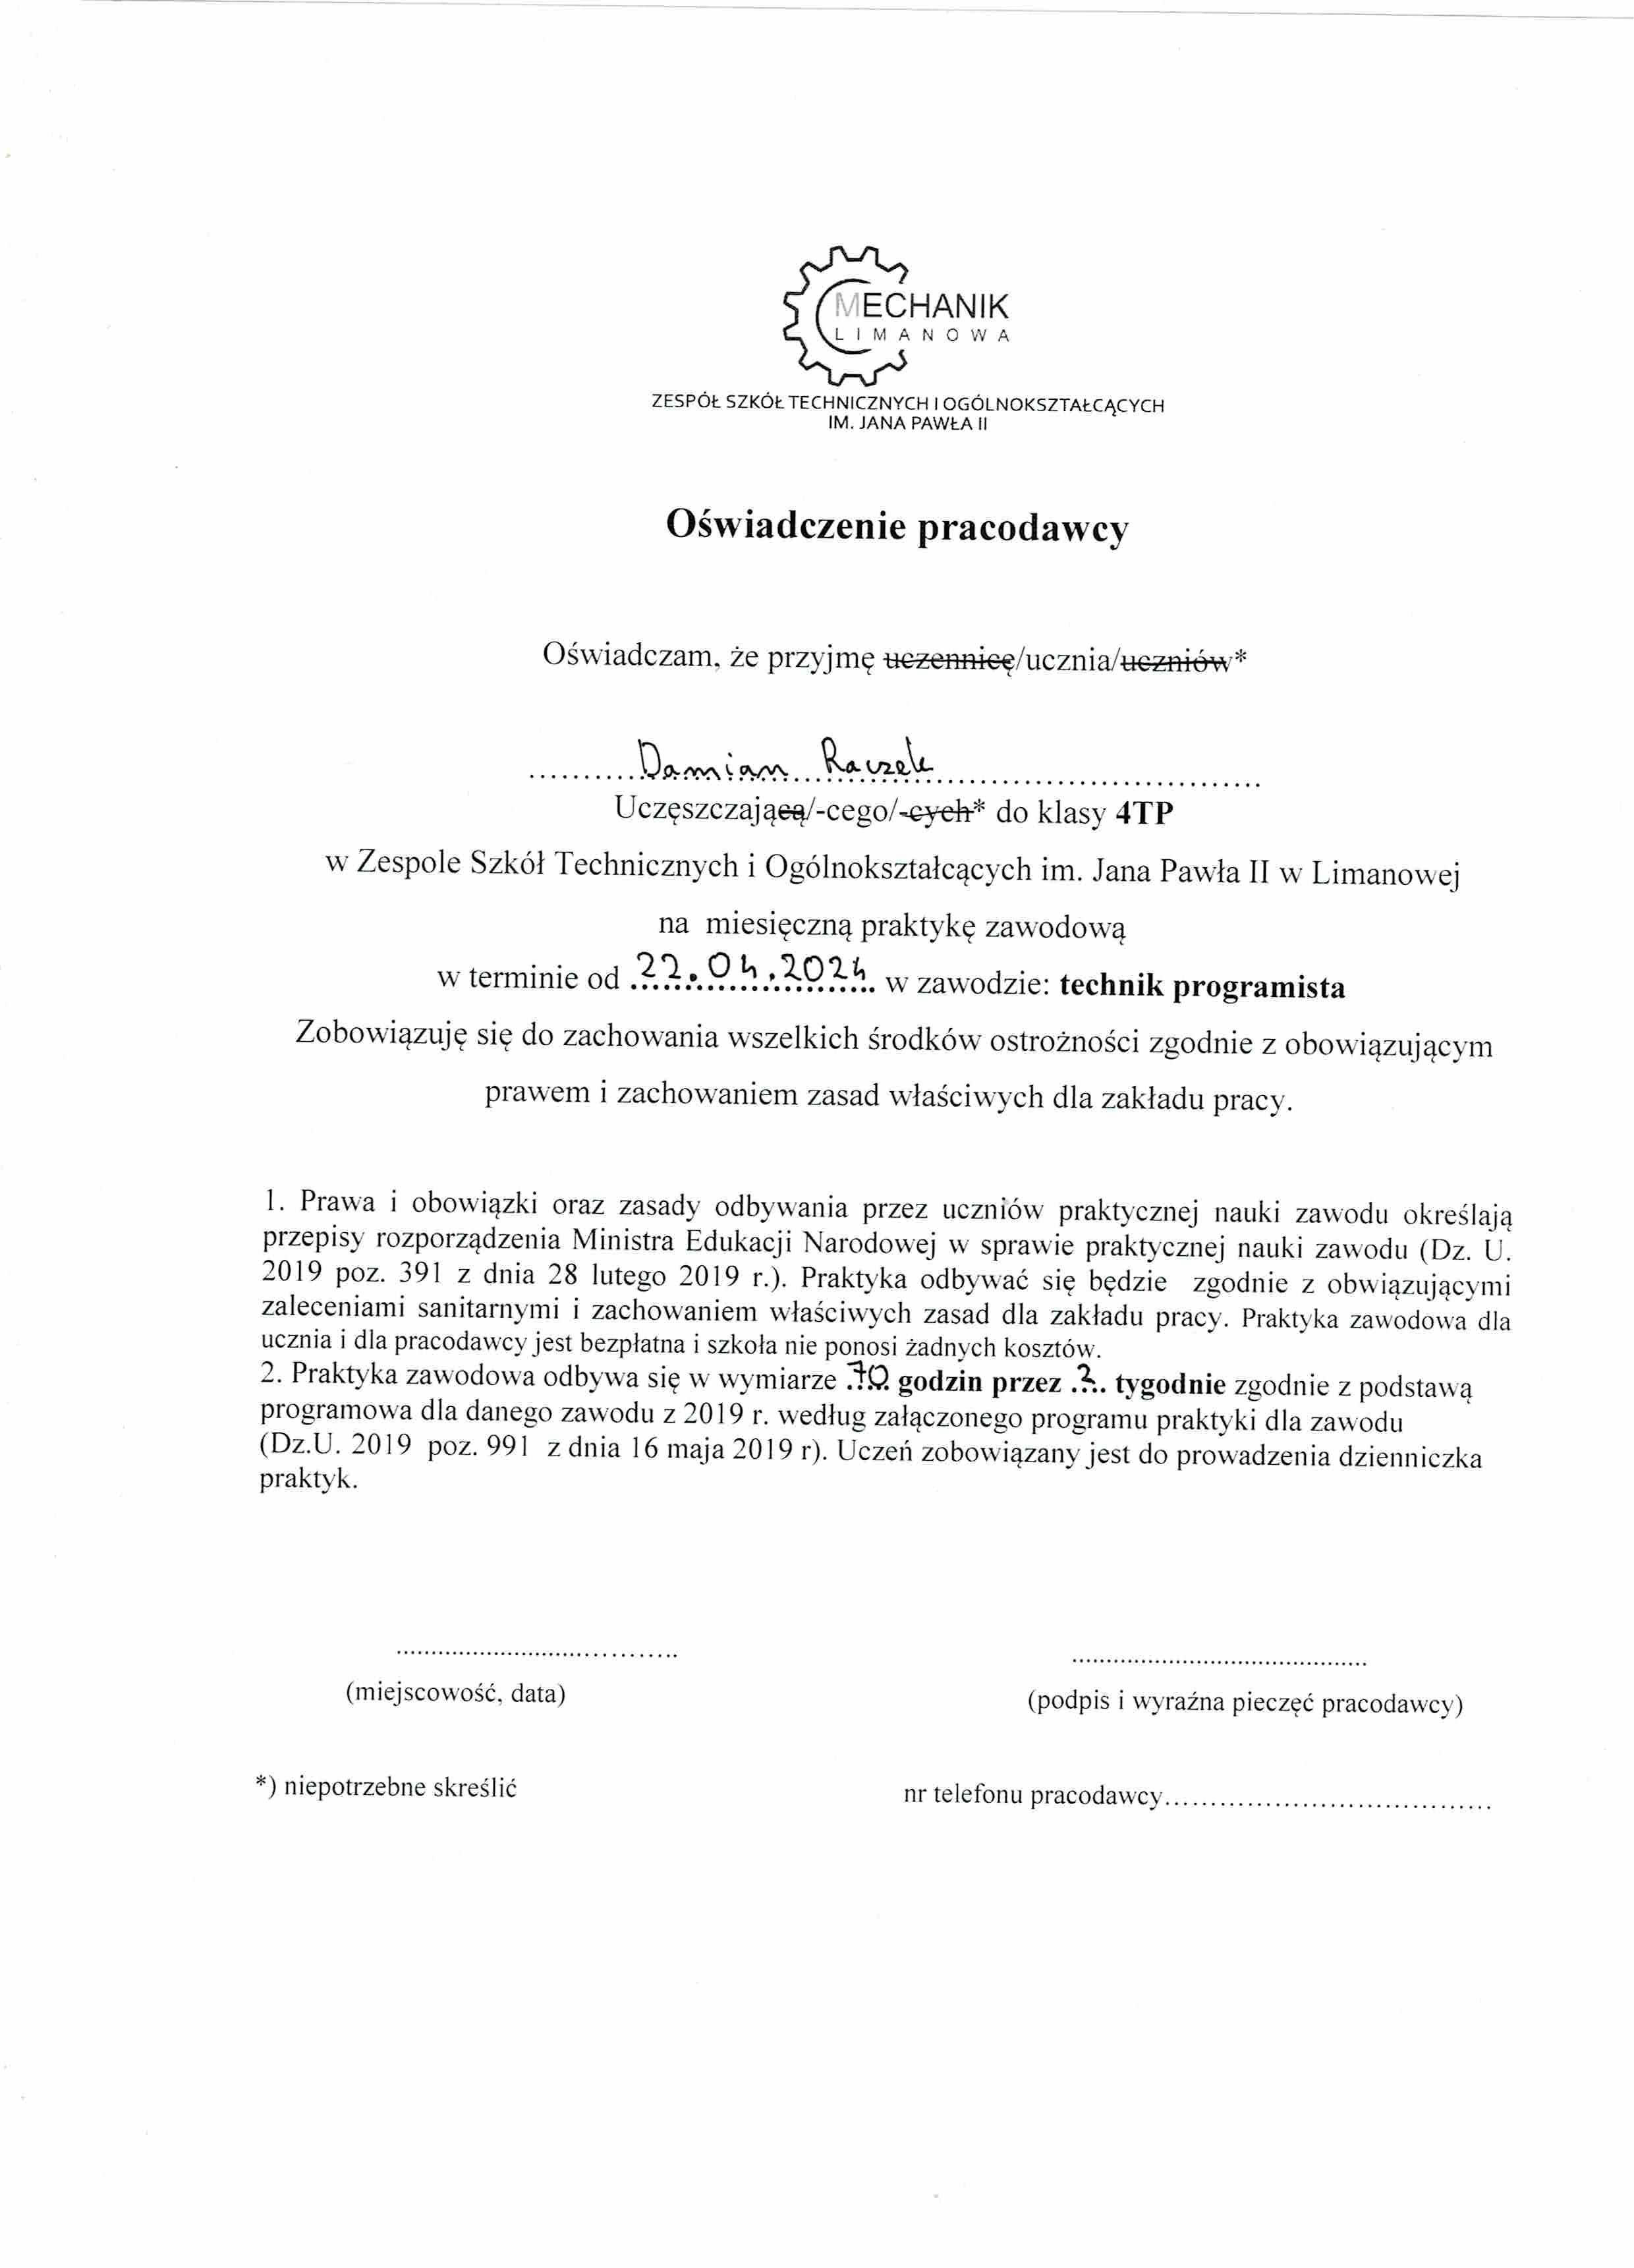 MECHANIK
LIMANOWA
ZESPÓŁ SZKÓŁ TECHNICZNYCH I OGÓLNOKSZTAŁCĄCYCH
IM. JANA PAWŁA II
Oświadczenie pracodawcy
Oświadczam, że przyjmę uczennicę/ucznia/uczniów*
...........Damian...Raczek.....................................
Uczęszczającą/-cego/-cych* do klasy 4TP
w Zespole Szkół Technicznych i Ogólnokształcących im. Jana Pawła II w Limanowej
na miesięczną praktykę zawodową
w terminie od 22.04.2024 w zawodzie: technik programista
Zobowiązuję się do zachowania wszelkich środków ostrożności zgodnie z obowiązującym
prawem i zachowaniem zasad właściwych dla zakładu pracy.
1. Prawa i obowiązki oraz zasady odbywania przez uczniów praktycznej nauki zawodu określają
przepisy rozporządzenia Ministra Edukacji Narodowej w sprawie praktycznej nauki zawodu (Dz. U.
2019 poz. 391 z dnia 28 lutego 2019 r.). Praktyka odbywać się będzie zgodnie z obwiązującymi
zaleceniami sanitarnymi i zachowaniem właściwych zasad dla zakładu pracy. Praktyka zawodowa dla
ucznia i dla pracodawcy jest bezpłatna i szkoła nie ponosi żadnych kosztów.
2. Praktyka zawodowa odbywa się w wymiarze .70. godzin przez .2.. tygodnie zgodnie z podstawą
programowa dla danego zawodu z 2019 r. według załączonego programu praktyki dla zawodu
(Dz.U. 2019 poz. 991 z dnia 16 maja 2019 r). Uczeń zobowiązany jest do prowadzenia dzienniczka
praktyk.
.......................................... ...........................................
(miejscowość, data) (podpis i wyraźna pieczęć pracodawcy)
*) niepotrzebne skreślić nr telefonu pracodawcy.....................................